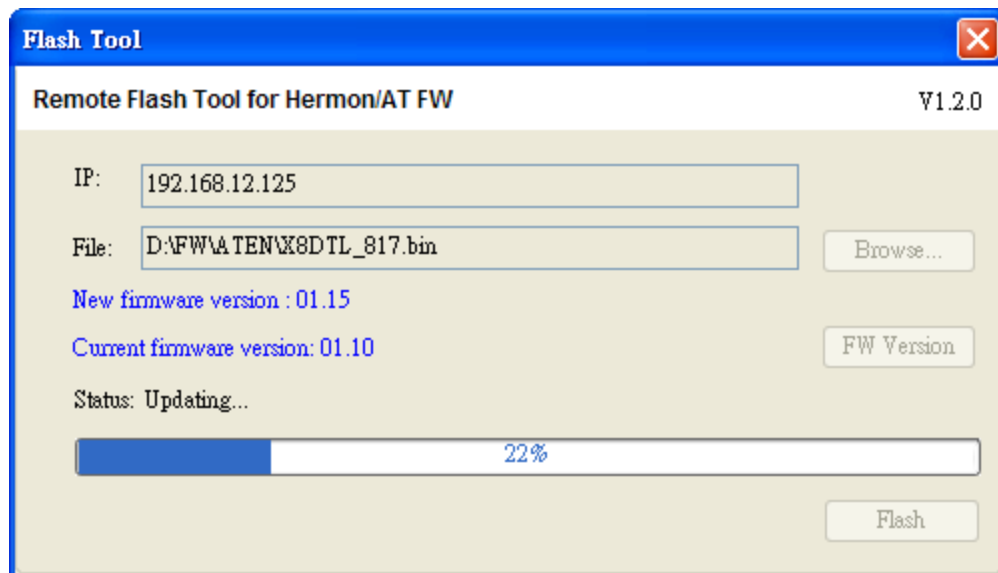 Flash Tool
Remote Flash Tool for Hermon/AT FW V1.2.0
IP: 192.168.12.125
File: D:\FW\ATEN\X8DTL_817.bin Browse...
New firmware version : 01.15
Current firmware version: 01.10 FW Version
Status: Updating...
22%
Flash